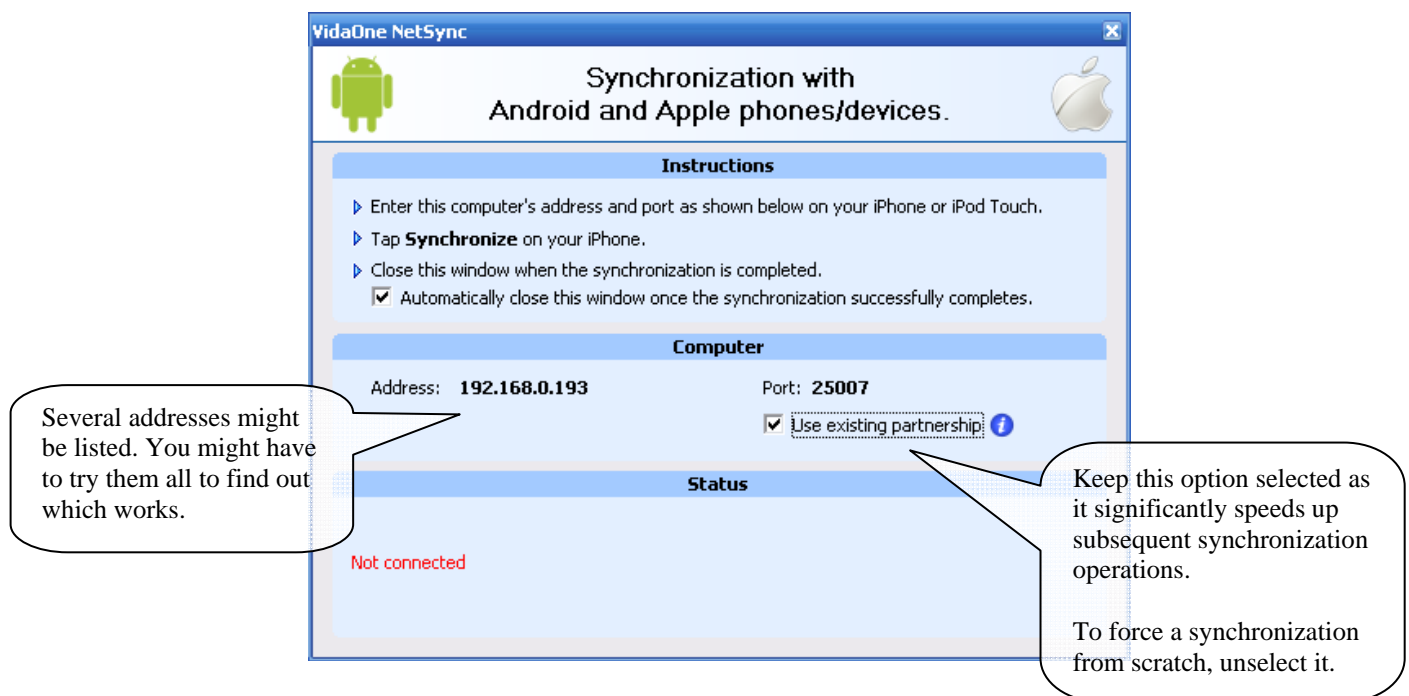 VidaOne NetSync
Synchronization with
Android and Apple phones/devices.
Instructions
Enter this computer's address and port as shown below on your iPhone or iPod Touch.
Tap Synchronize on your iPhone.
Close this window when the synchronization is completed.
Automatically close this window once the synchronization successfully completes.
Computer
Address: 192.168.0.193 Port: 25007
Use existing partnership
Several addresses might
be listed. You might have
to try them all to find out
which works.
Status
Not connected
Keep this option selected as
it significantly speeds up
subsequent synchronization
operations.
To force a synchronization
from scratch, unselect it.